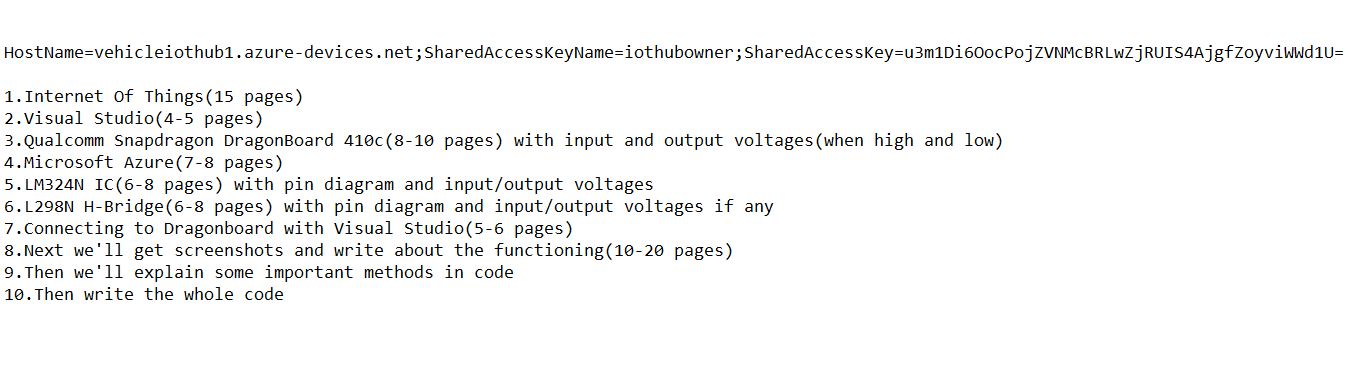 HostName=vehicleiothub1.azure-devices.net;SharedAccessKeyName=iothubowner;SharedAccessKey=u3m1Di6OocPojZVNMcBRLwZjRUIS4AjgfZoyviWWd1U=
1.Internet Of Things(15 pages)
2.Visual Studio(4-5 pages)
3.Qualcomm Snapdragon DragonBoard 410c(8-10 pages) with input and output voltages(when high and low)
4.Microsoft Azure(7-8 pages)
5.LM324N IC(6-8 pages) with pin diagram and input/output voltages
6.L298N H-Bridge(6-8 pages) with pin diagram and input/output voltages if any
7.Connecting to Dragonboard with Visual Studio(5-6 pages)
8.Next we'll get screenshots and write about the functioning(10-20 pages)
9.Then we'll explain some important methods in code
10.Then write the whole code